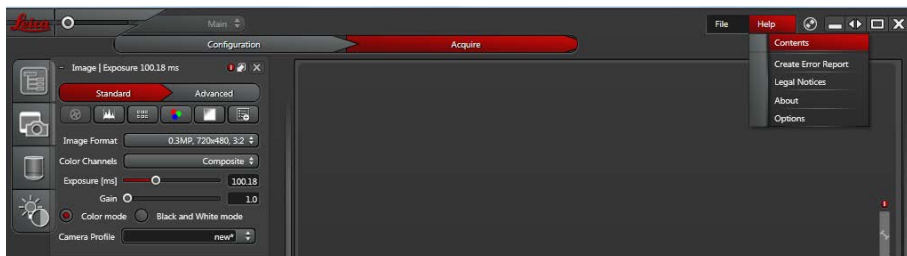 Leica
Main
File
Help
Configuration
Acquire
Contents
Create Error Report
Legal Notices
About
Options
- Image | Exposure 100.18 ms
Standard
Advanced
Image Format
0.3MP, 720x480, 3:2
Color Channels
Composite
Exposure [ms]
100.18
Gain
1.0
Color mode
Black and White mode
Camera Profile
new*